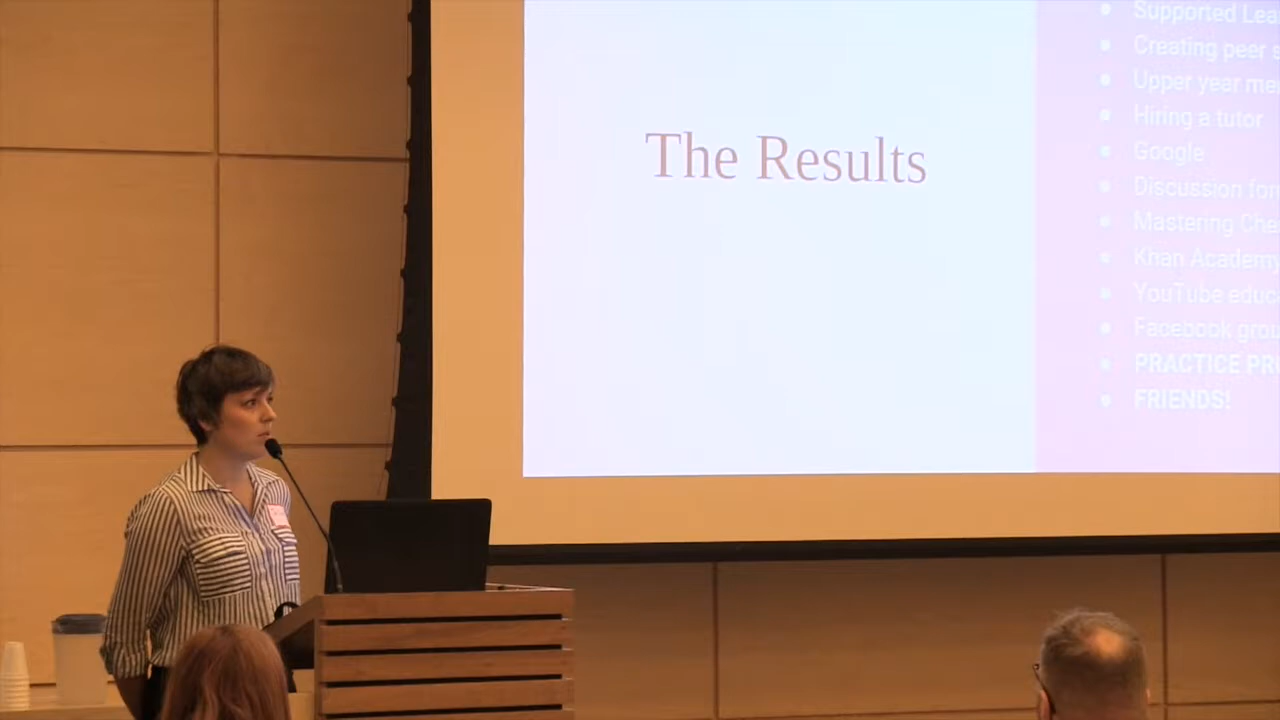 The Results
Supported Lea
Creating peer s
Upper year me
Hiring a tutor
Google
Discussion for
Mastering Che
Khan Academy
YouTube educ
Facebook grou
PRACTICE PR
FRIENDS!